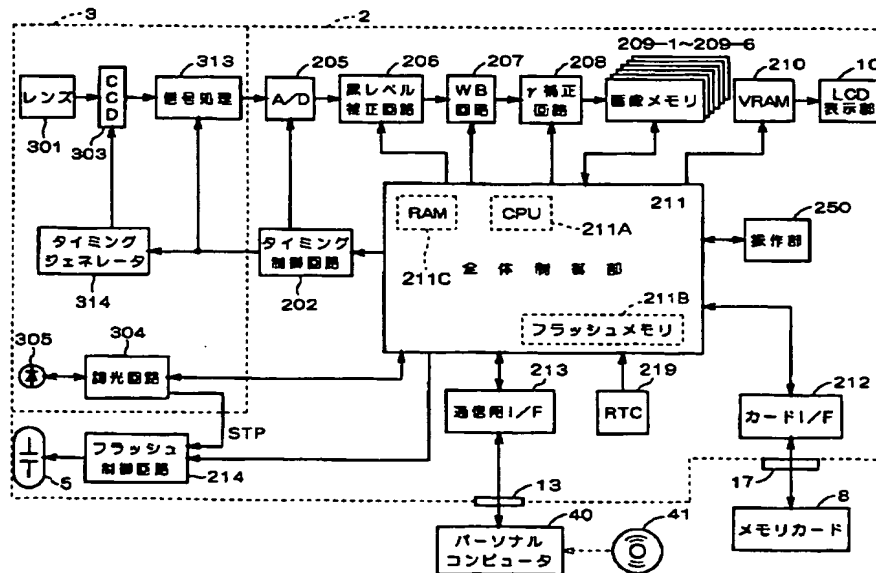 3
2
レンズ
301
CCD
303
313
信号処理
205
A/D
206
黒レベル
補正回路
207
WB
回路
208
γ補正
回路
209-1~209-6
画像メモリ
210
VRAM
10
LCD
表示部
タイミング
ジェネレータ
314
タイミング
制御回路
202
RAM
211C
CPU
211A
211
全体制御部
211B
フラッシュメモリ
250
操作部
305
304
調光回路
STP
5
フラッシュ
制御回路
214
213
通信用I/F
219
RTC
212
カードI/F
13
17
40
パーソナル
コンピュータ
41
8
メモリカード